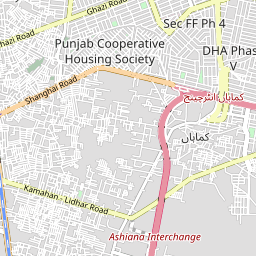 Ghazi Road
Sec FF Ph 4
Ghazi Road
Punjab Cooperative
Housing Society
DHA Phas
V
Shanghai Road
کماہاں انٹرچینج
کماہاں
Kamahan - Lidhar Road
Ashiana Interchange